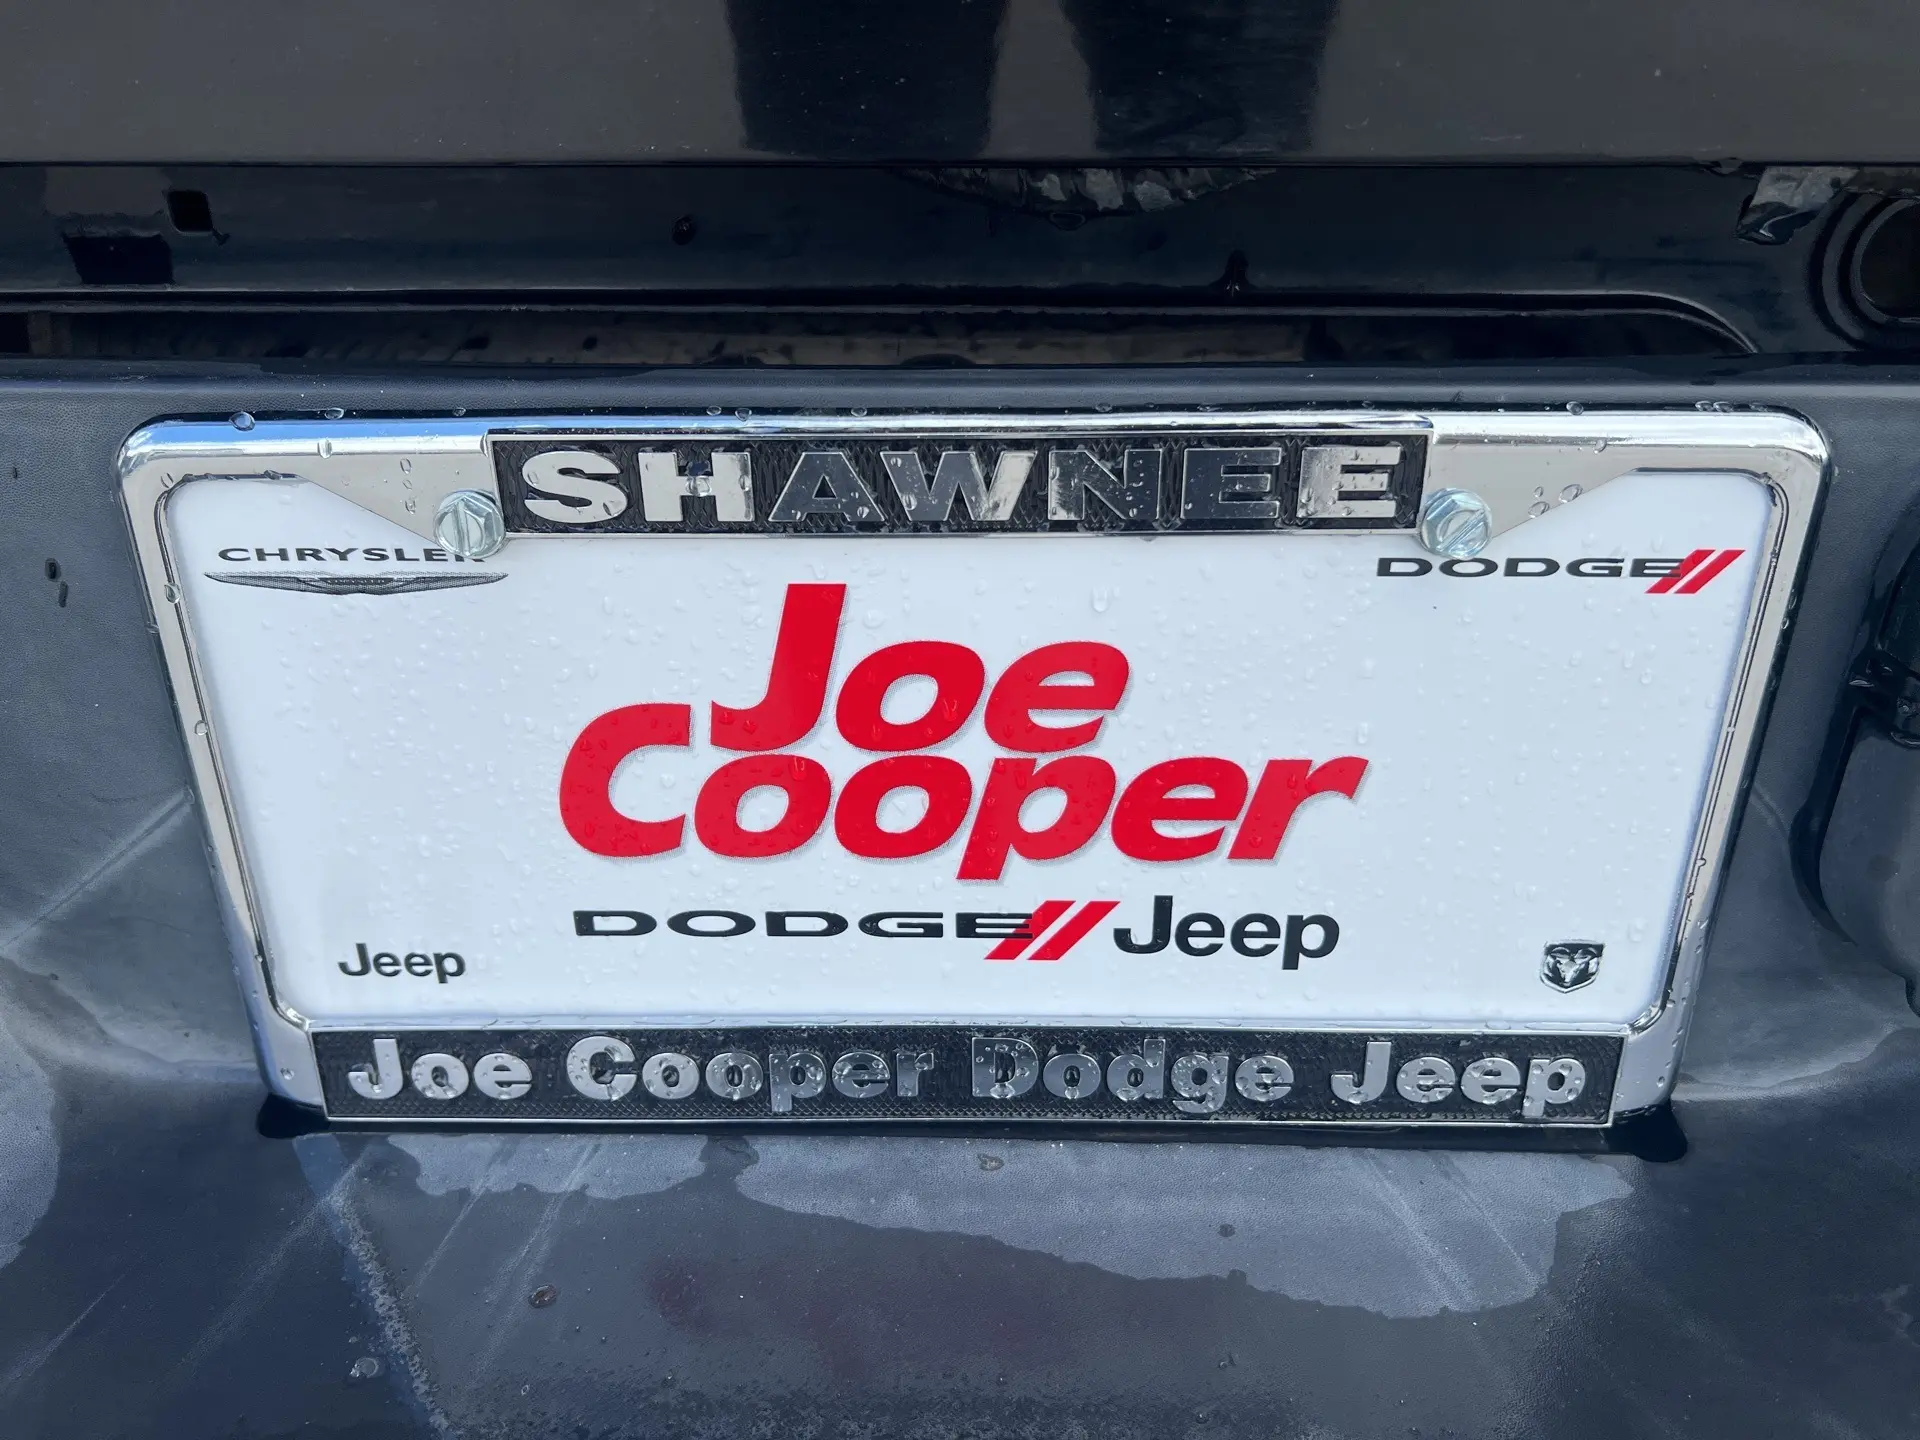 SHAWNEE
CHRYSLER
DODGE
Joe
Cooper
DODGE Jeep
Jeep
Joe Cooper Dodge Jeep